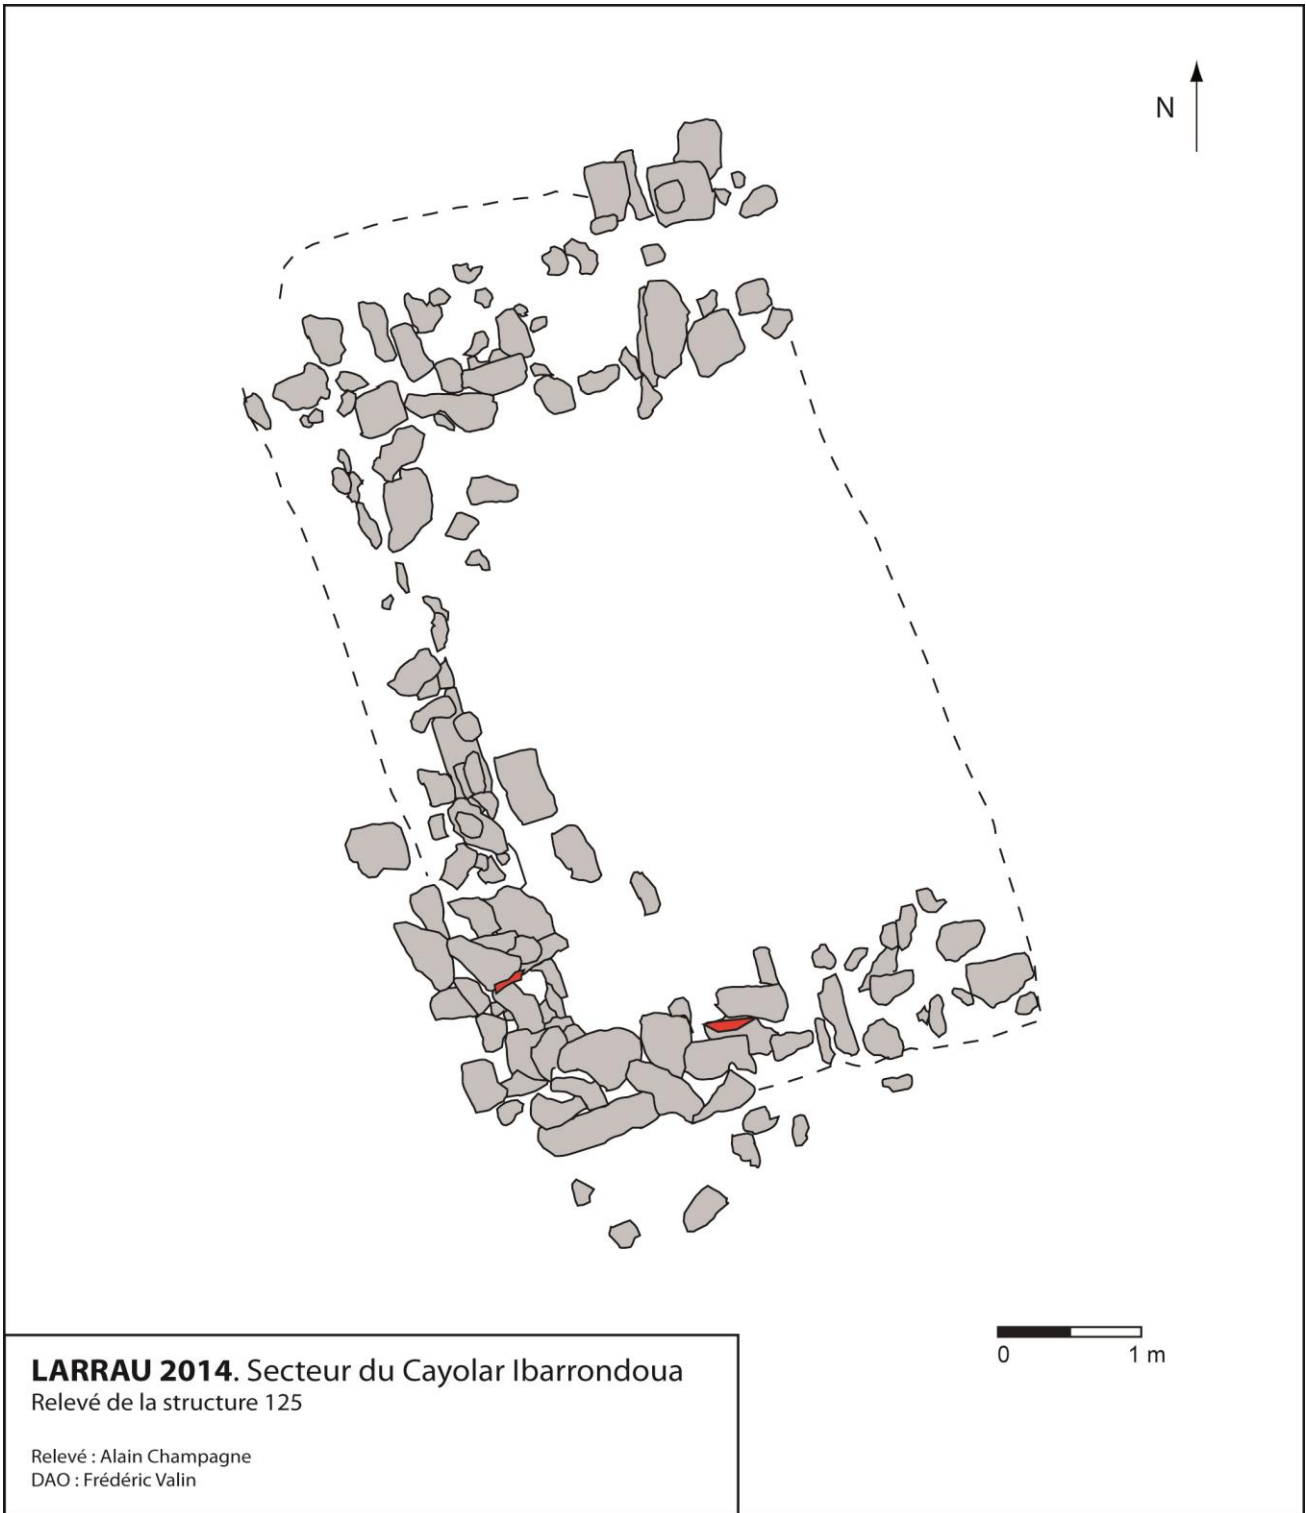 N
0 1 m
LARRAU 2014. Secteur du Cayolar Ibarrondoua
Relevé de la structure 125
Relevé : Alain Champagne
DAO : Frédéric Valin